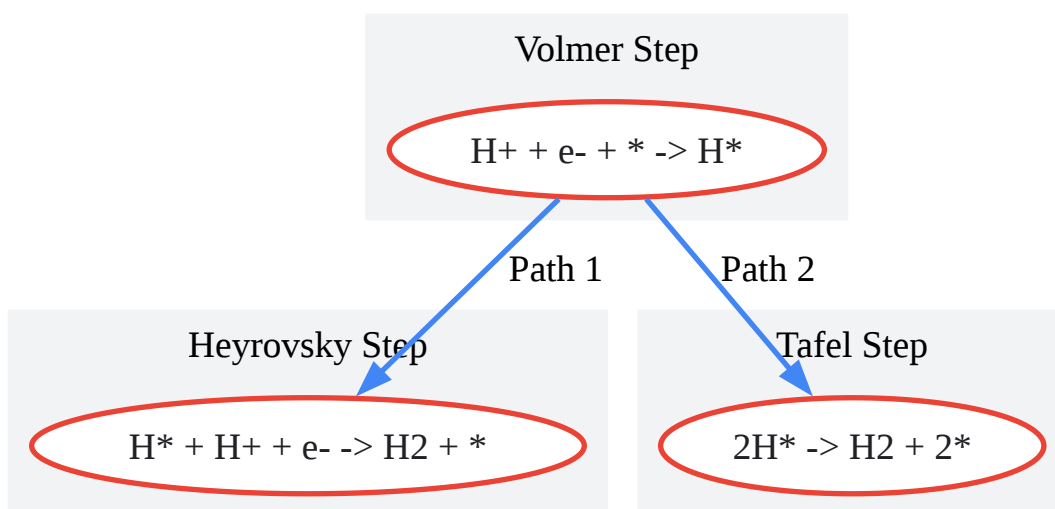 Volmer Step
H+ + e- + * -> H*
Path 1
Path 2
Heyrovsky Step
H* + H+ + e- -> H2 + *
Tafel Step
2H* -> H2 + 2*